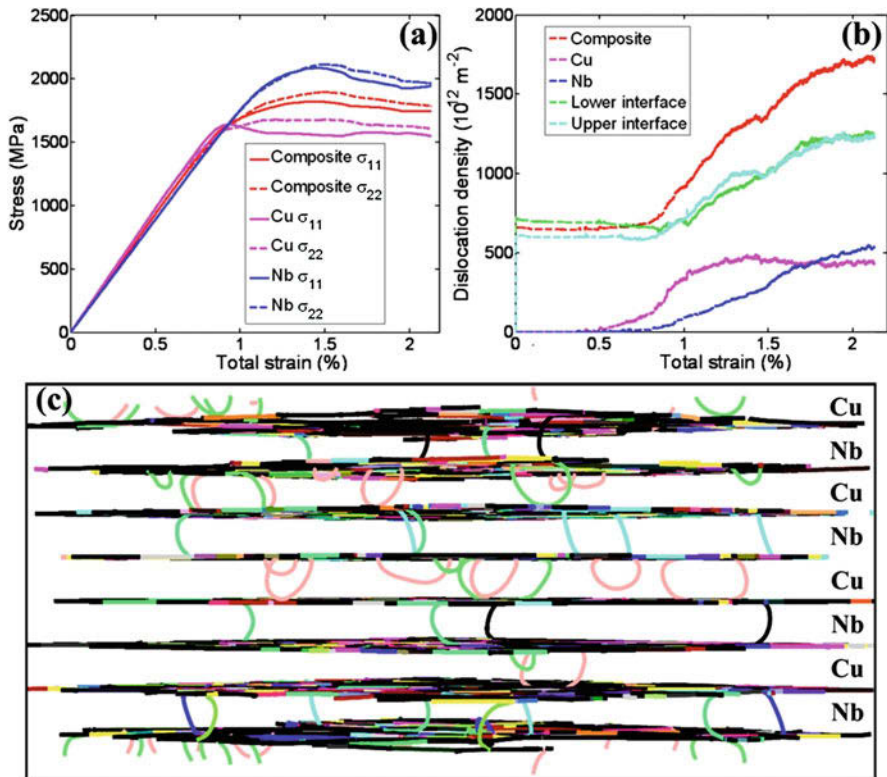 (a)
Stress (MPa)
2500
2000
1500
1000
500
0
0 0.5 1 1.5 2
Total strain (%)
Composite σ11
Composite σ22
Cu σ11
Cu σ22
Nb σ11
Nb σ22
(b)
Dislocation density (10^12 m^-2)
2000
1500
1000
500
0
0 0.5 1 1.5 2
Total strain (%)
Composite
Cu
Nb
Lower interface
Upper interface
(c)
Cu
Nb
Cu
Nb
Cu
Nb
Cu
Nb